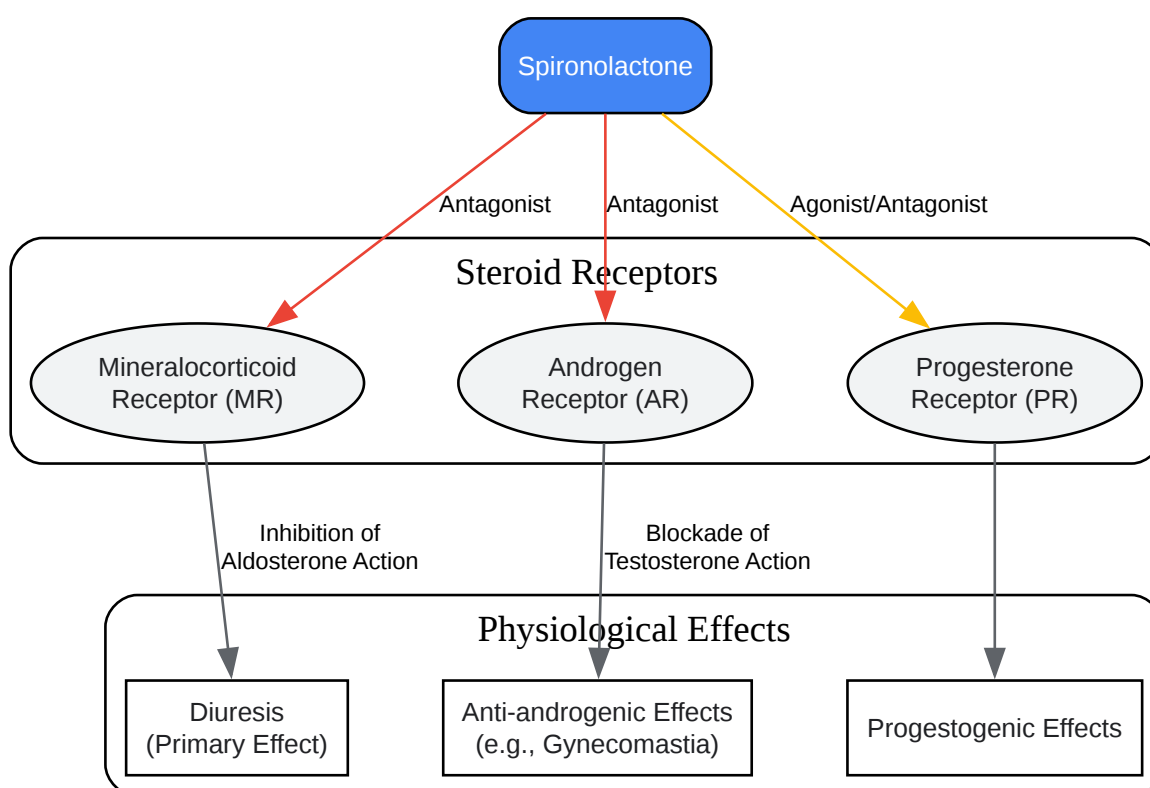 Spironolactone
Antagonist
Antagonist
Agonist/Antagonist
Steroid Receptors
Mineralocorticoid
Receptor (MR)
Androgen
Receptor (AR)
Progesterone
Receptor (PR)
Inhibition of
Aldosterone Action
Blockade of
Testosterone Action
Physiological Effects
Diuresis
(Primary Effect)
Anti-androgenic Effects
(e.g., Gynecomastia)
Progestogenic Effects